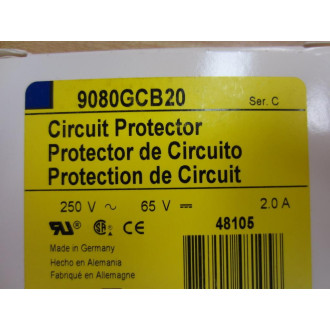 9080GCB20 Ser. C
Circuit Protector
Protector de Circuito
Protection de Circuit
250 V ~ 65 V ⎓ 2.0 A
48105
Made in Germany
Hecho en Alemania
Fabriqué en Allemagne